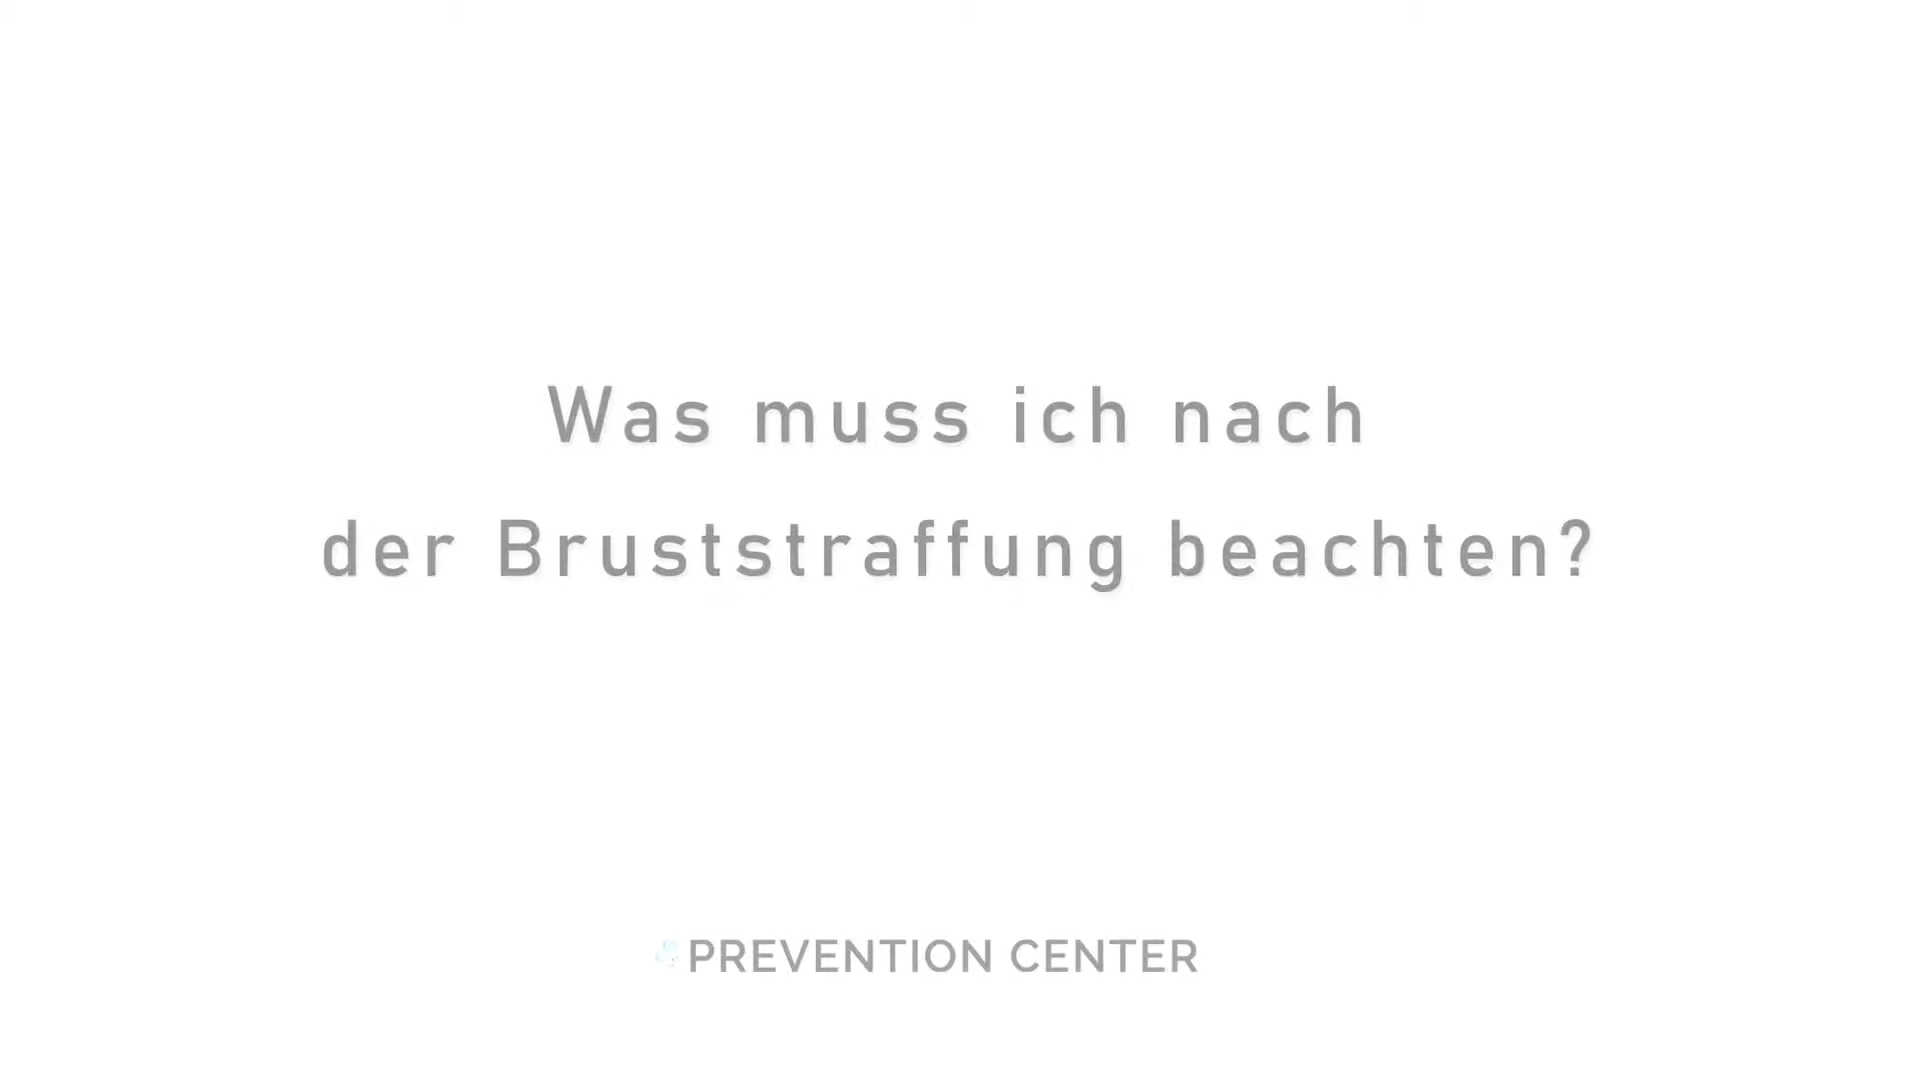 Was muss ich nach
der Bruststraffung beachten?
PREVENTION CENTER